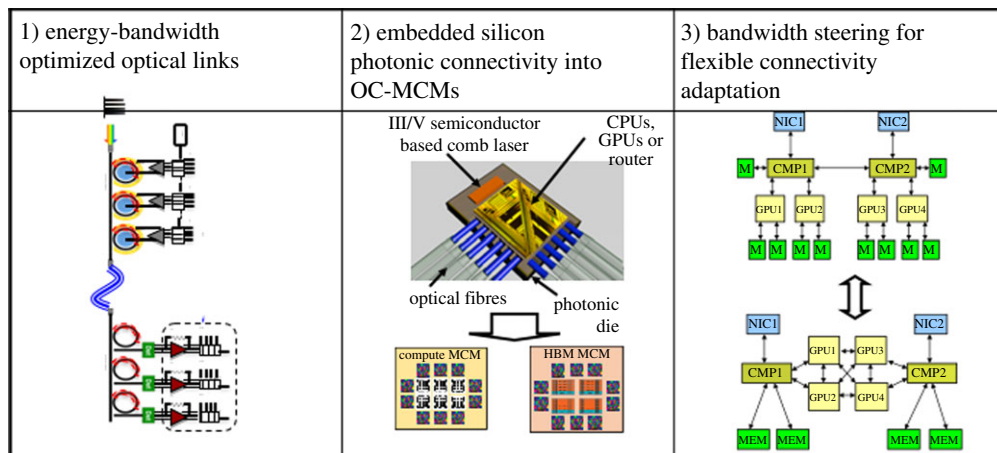 1) energy-bandwidth
optimized optical links
2) embedded silicon
photonic connectivity into
OC-MCMs
3) bandwidth steering for
flexible connectivity
adaptation
III/V semiconductor
based comb laser
CPUs,
GPUs or
router
optical fibres
photonic
die
compute MCM
HBM MCM
NIC1 NIC2
M CMP1 CMP2 M
GPU1 GPU2 GPU3 GPU4
M M M M M M M M
NIC1 NIC2
GPU1 GPU3
CMP1 CMP2
GPU2 GPU4
MEM MEM MEM MEM